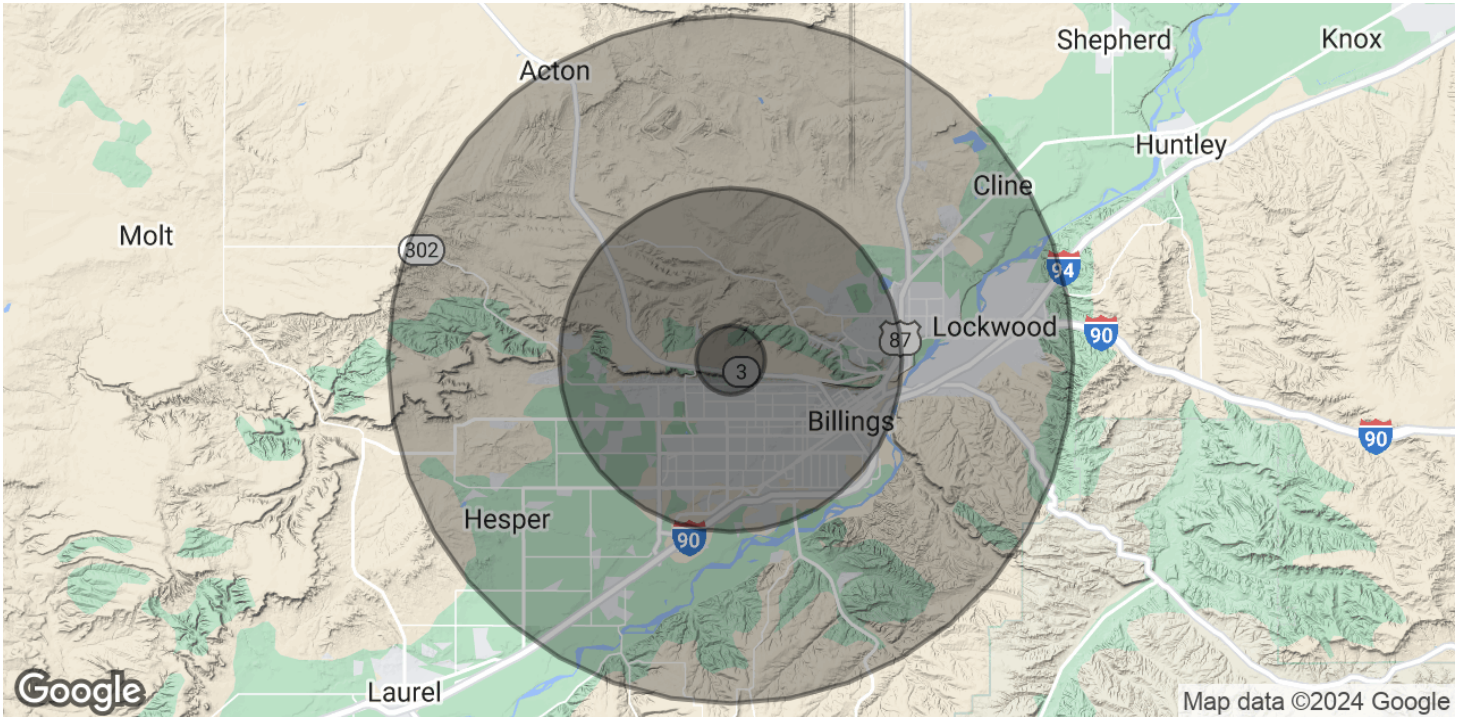 Shepherd
Knox
Acton
Huntley
Cline
Molt
302
94
Lockwood
90
87
3
Billings
90
Hesper
90
Laurel
Google
Map data ©2024 Google